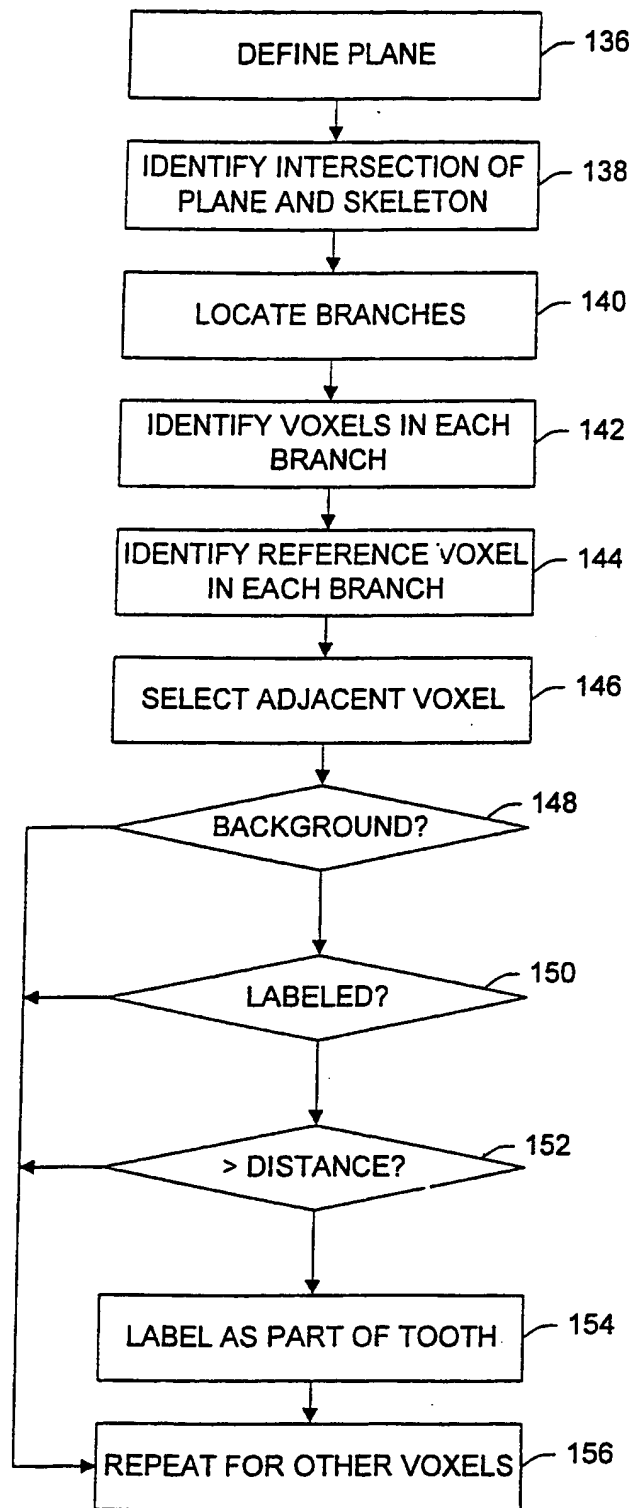 DEFINE PLANE
136
IDENTIFY INTERSECTION OF
PLANE AND SKELETON
138
LOCATE BRANCHES
140
IDENTIFY VOXELS IN EACH
BRANCH
142
IDENTIFY REFERENCE VOXEL
IN EACH BRANCH
144
SELECT ADJACENT VOXEL
146
BACKGROUND?
148
LABELED?
150
> DISTANCE?
152
LABEL AS PART OF TOOTH
154
REPEAT FOR OTHER VOXELS
156